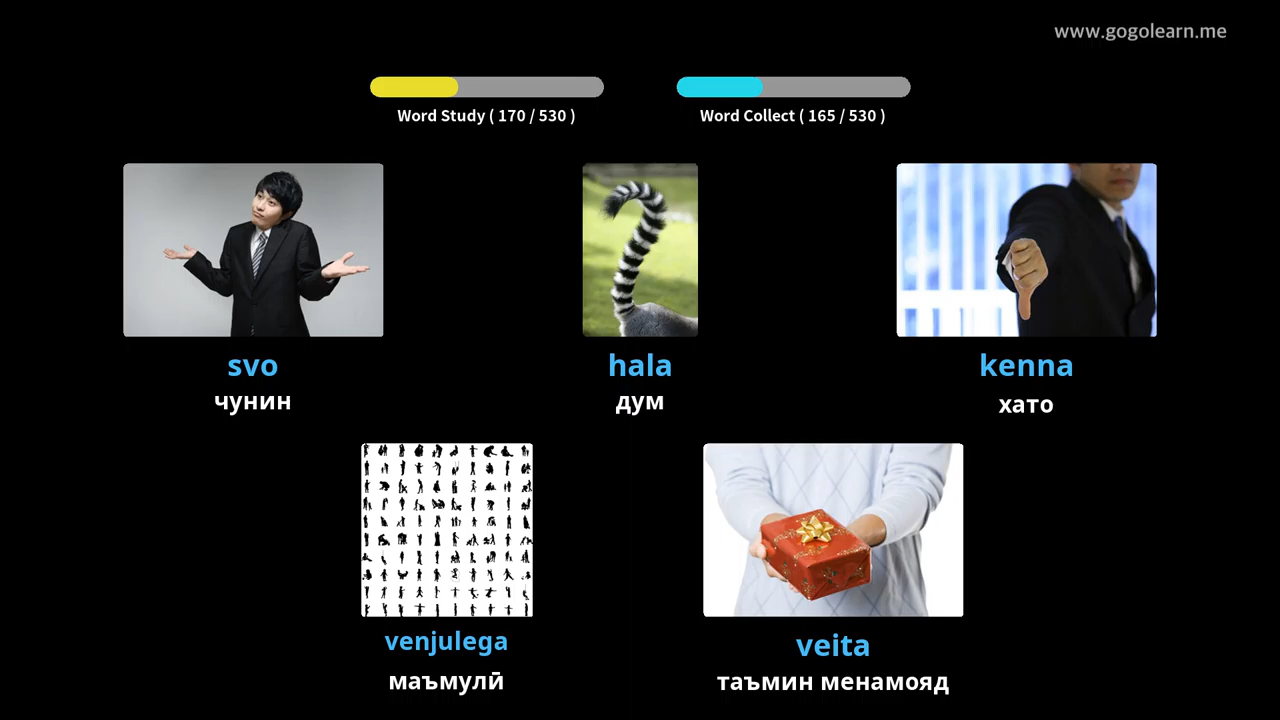 www.gogolearn.me
Word Study ( 170 / 530 )
Word Collect ( 165 / 530 )
svo
чунин
hala
дум
kenna
хато
venjulega
маъмулӣ
veita
таъмин менамояд